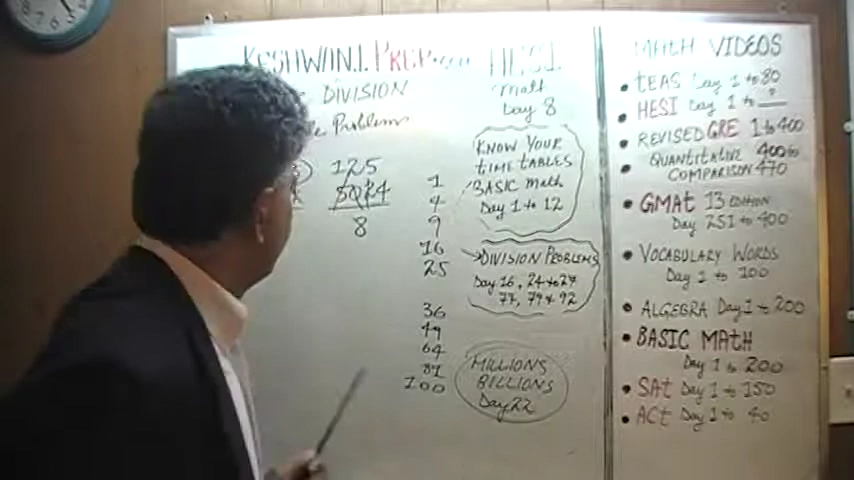 KESHWANI PREP HESI
DIVISION
Problems
Math
Day 8
125
8
1
4
9
16
25
36
49
64
81
100
KNOW YOUR
TIME TABLES
BASIC Math
Day 1 to 12
DIVISION PROBLEMS
Day 16, 24 to 27
77, 79 & 92
MILLIONS
BILLIONS
Day 22
MATH VIDEOS
• TEAS Day 1 to 80
• HESI Day 1 to ?
• REVISED GRE 1 to 400
• QUANTITATIVE 400 to
COMPARISON 470
• GMAT 13 EDITION
Day 251 to 400
• VOCABULARY WORDS
Day 1 to 100
• ALGEBRA Day 1 to 200
• BASIC MATH
Day 1 to 200
• SAT Day 1 to 150
• ACT Day 1 to 40